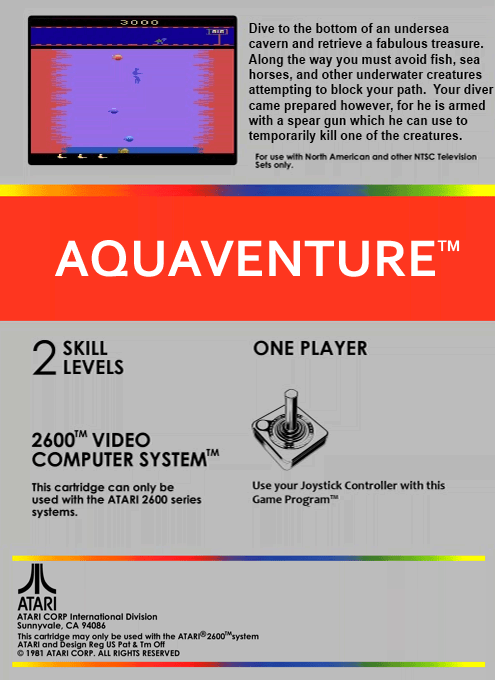 3000
AIR
Dive to the bottom of an undersea
cavern and retrieve a fabulous treasure.
Along the way you must avoid fish, sea
horses, and other underwater creatures
attempting to block your path.  Your diver
came prepared however, for he is armed
with a spear gun which he can use to
temporarily kill one of the creatures.
For use with North American and other NTSC Television
Sets only.
AQUAVENTURE™
2 SKILL
LEVELS
ONE PLAYER
2600™ VIDEO
COMPUTER SYSTEM™
This cartridge can only be
used with the ATARI 2600 series
systems.
Use your Joystick Controller with this
Game Program™
ATARI
ATARI CORP International Division
Sunnyvale, CA 94086
This cartridge may only be used with the ATARI®2600™system
ATARI and Design Reg US Pat & Tm Off
© 1981 ATARI CORP. ALL RIGHTS RESERVED